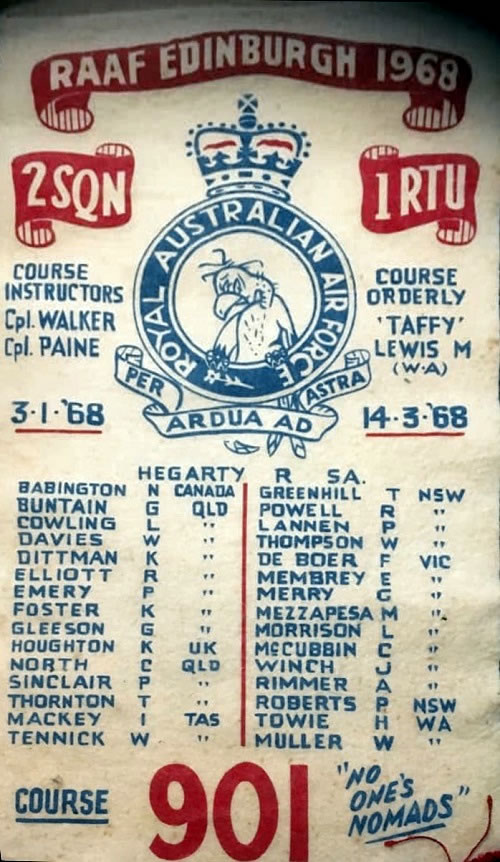 RAAF EDINBURGH 1968
2SQN
1 RTU
ROYAL AUSTRALIAN AIR FORCE
PER ARDUA AD ASTRA
COURSE
INSTRUCTORS
Cpl. WALKER
Cpl. PAINE
3·1·'68
COURSE
ORDERLY
'TAFFY'
LEWIS M
(W·A)
14·3·'68
HEGARTY R SA.
BABINGTON N CANADA
BUNTAIN G QLD
COWLING L "
DAVIES W "
DITTMAN K "
ELLIOTT R "
EMERY P "
FOSTER K "
GLEESON G "
HOUGHTON K UK
NORTH C QLD
SINCLAIR P "
THORNTON T "
MACKEY I TAS
TENNICK W "
GREENHILL T NSW
POWELL R "
LANNEN P "
THOMPSON W "
DE BOER F VIC
MEMBREY E "
MERRY G "
MEZZAPESA M "
MORRISON L "
McCUBBIN C "
WINCH J "
RIMMER A "
ROBERTS P NSW
TOWIE H WA
MULLER W "
COURSE
901
"NO
ONE'S
NOMADS"